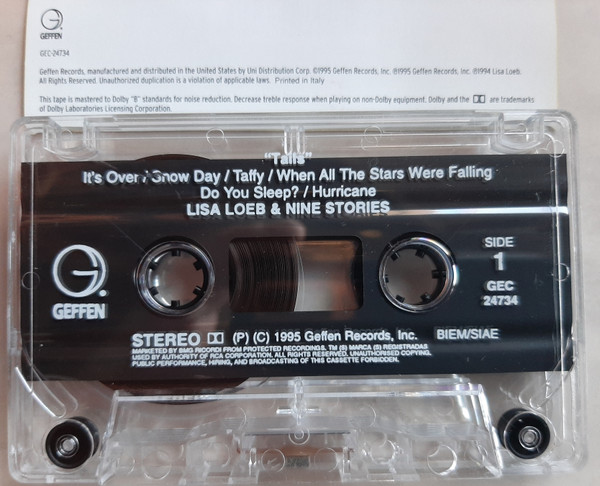 GEFFEN
GEC-24734
Geffen Records, manufactured and distributed in the United States by Uni Distribution Corp. ©1995 Geffen Records, Inc. ℗1995 Geffen Records, Inc. ℗1994 Lisa Loeb.
All Rights Reserved. Unauthorized duplication is a violation of applicable laws. Printed in Italy
This tape is mastered to Dolby "B" standards for noise reduction. Decrease treble response when playing on non-Dolby equipment. Dolby and the are trademarks
of Dolby Laboratories Licensing Corporation.
"Tails"
It's Over / Snow Day / Taffy / When All The Stars Were Falling
Do You Sleep? / Hurricane
LISA LOEB & NINE STORIES
G.
GEFFEN
SIDE
1
GEC
24734
STEREO (P) (C) 1995 Geffen Records, Inc. BIEM/SIAE
MARKETED BY BMG RICORDI FROM PROTECTED RECORDINGS. TM (S) MARCA (S) REGISTRADAS
USED BY AUTHORITY OF RCA CORPORATION. ALL RIGHTS RESERVED. UNAUTHORISED COPYING,
PUBLIC PERFORMANCE, HIRING, AND BROADCASTING OF THIS CASSETTE FORBIDDEN.